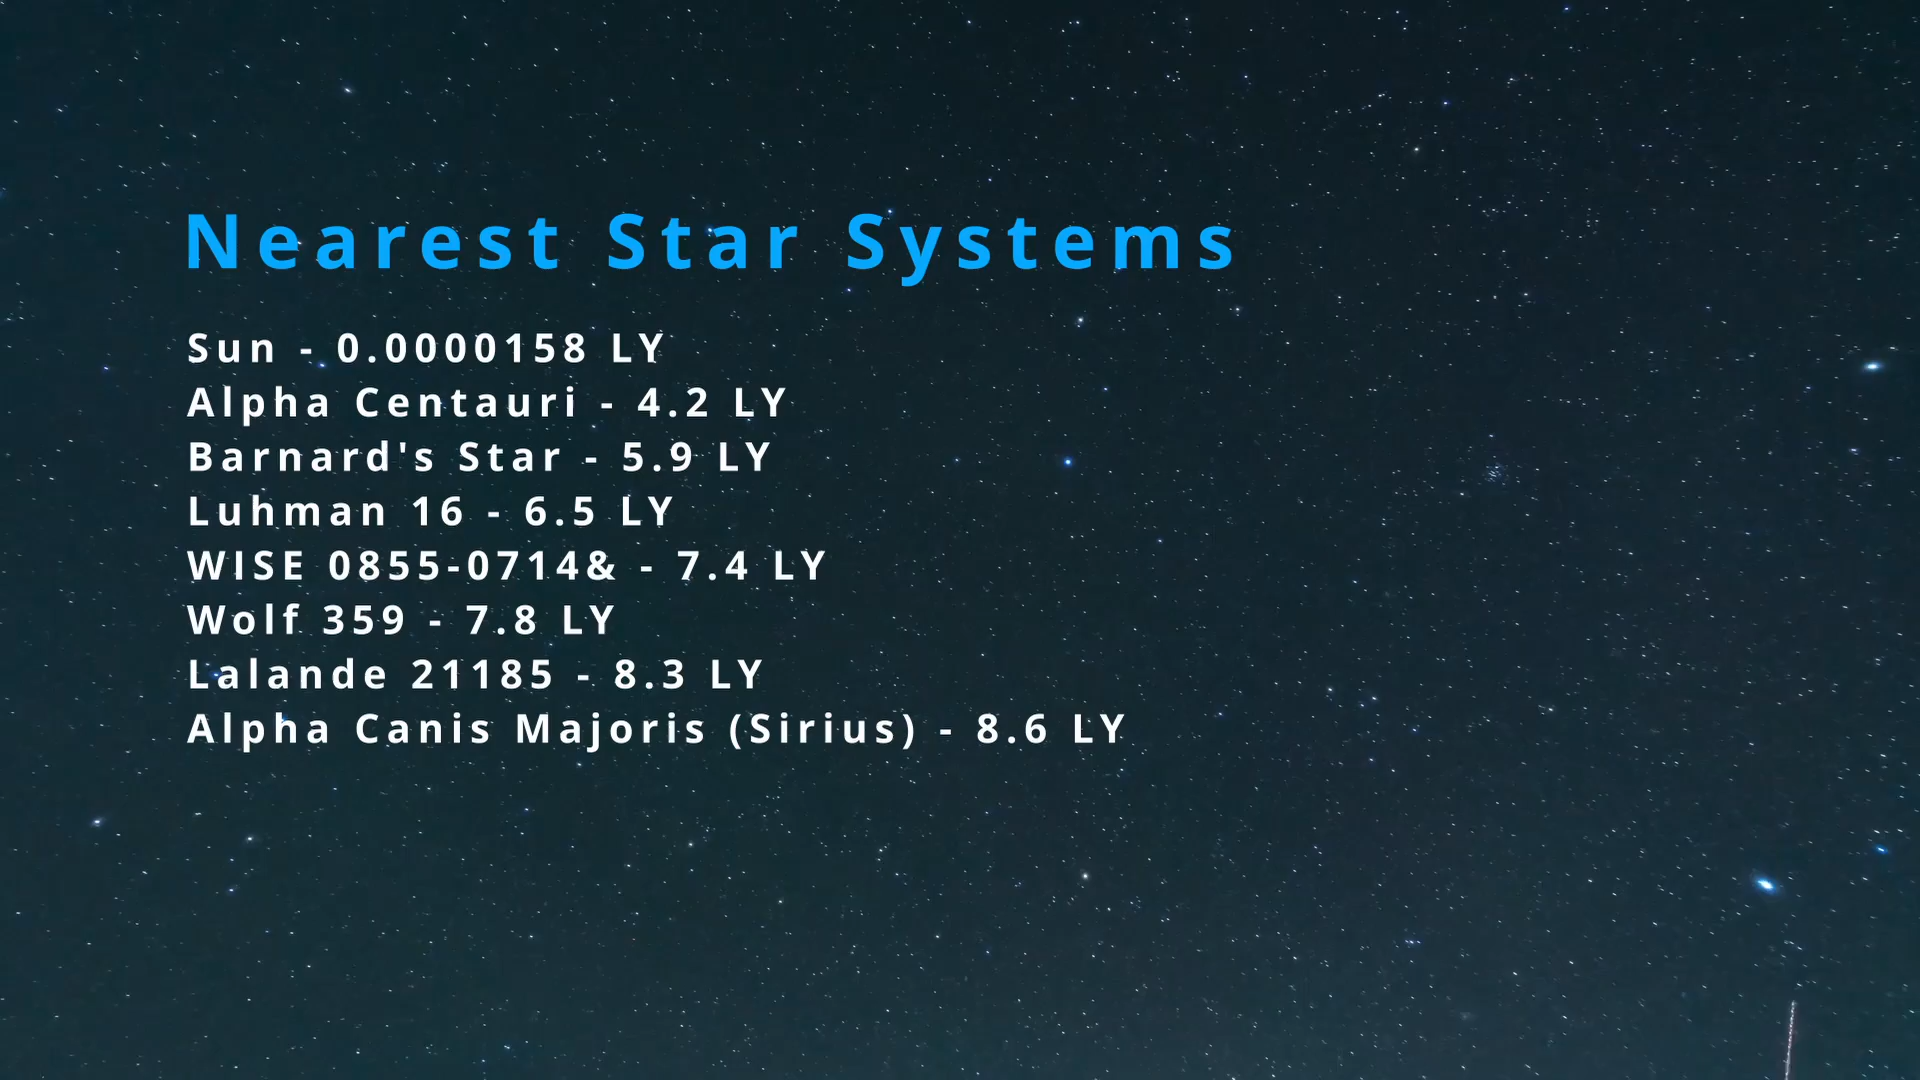 Nearest Star Systems
Sun - 0.0000158 LY
Alpha Centauri - 4.2 LY
Barnard's Star - 5.9 LY
Luhman 16 - 6.5 LY
WISE 0855-0714& - 7.4 LY
Wolf 359 - 7.8 LY
Lalande 21185 - 8.3 LY
Alpha Canis Majoris (Sirius) - 8.6 LY